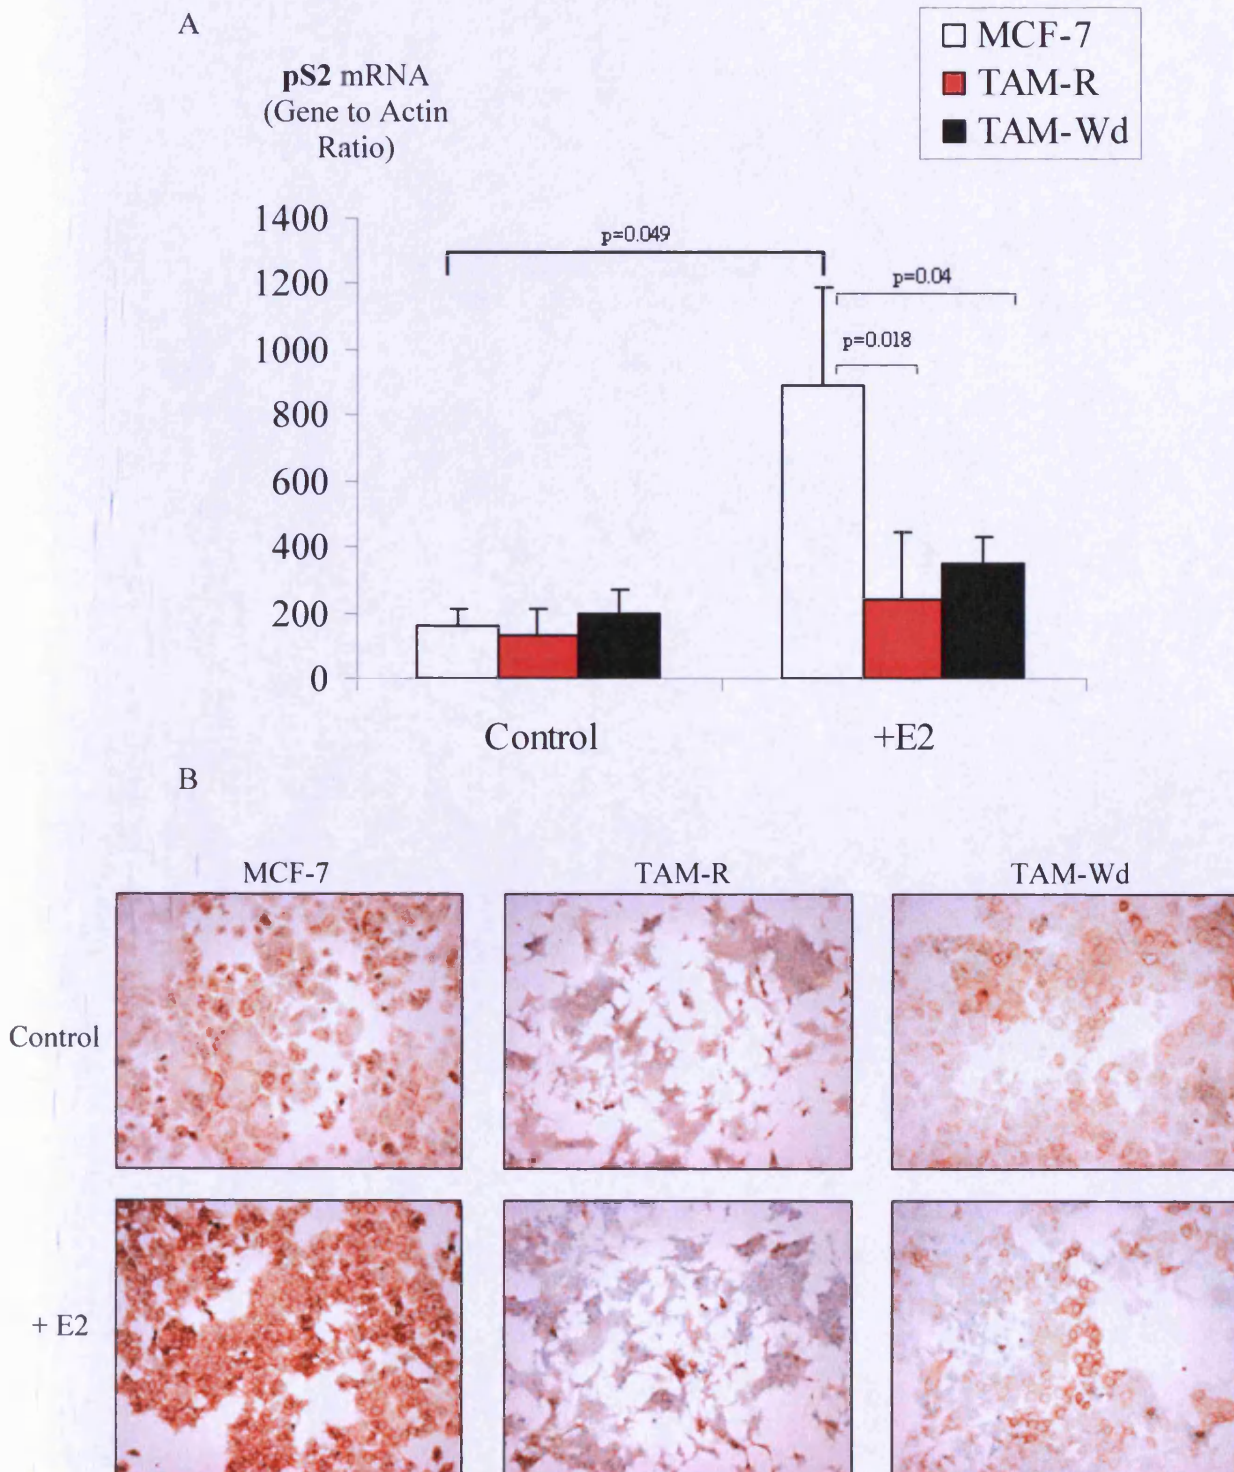 A
MCF-7
TAM-R
TAM-Wd
pS2 mRNA
(Gene to Actin
Ratio)
1400
1200
1000
800
600
400
200
0
p=0.049
p=0.04
p=0.018
Control
+E2
B
MCF-7
TAM-R
TAM-Wd
Control
+ E2